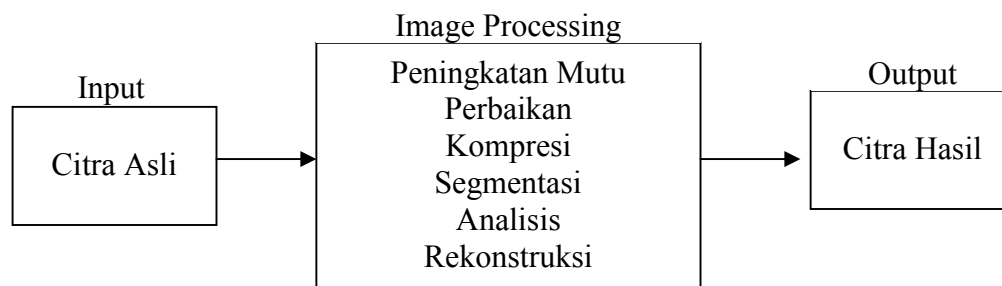 Image Processing
Input
Citra Asli
Peningkatan Mutu
Perbaikan
Kompresi
Segmentasi
Analisis
Rekonstruksi
Output
Citra Hasil